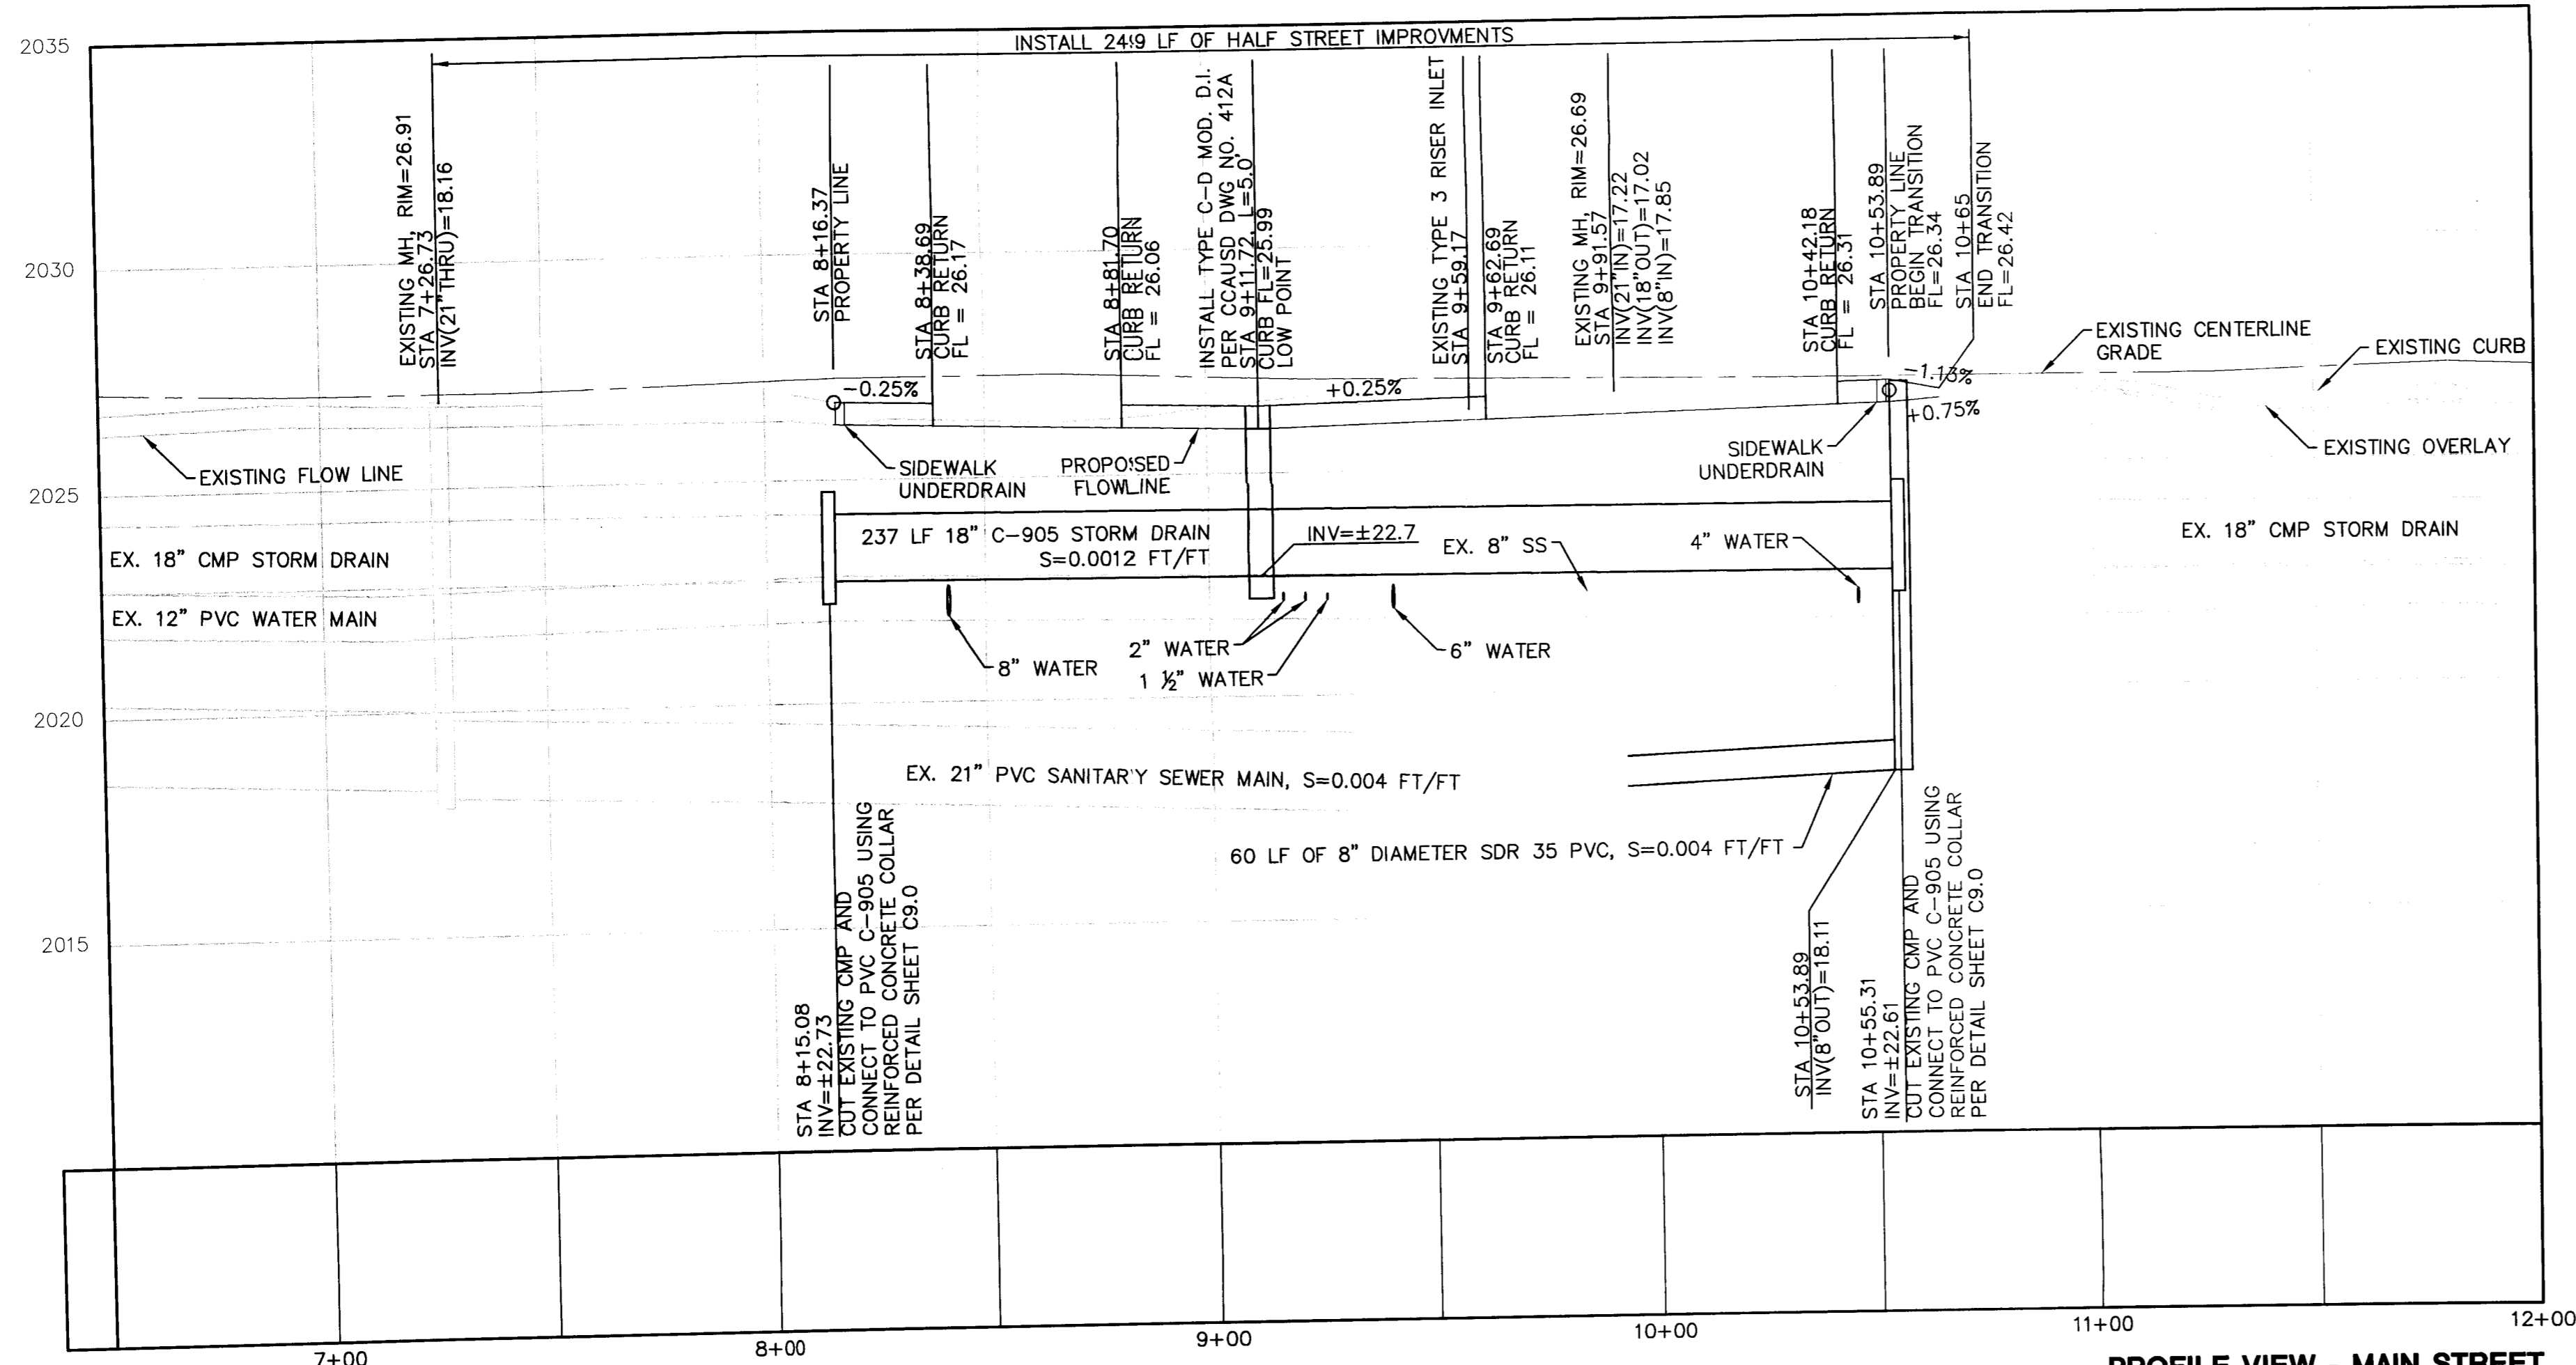 INSTALL 249 LF OF HALF STREET IMPROVMENTS
2035
2030
2025
2020
2015
EXISTING MH, RIM=26.91
STA 7+26.73
INV(21"THRU)=18.16
STA 8+16.37
PROPERTY LINE
STA 8+38.69
CURB RETURN
FL = 26.17
STA 8+81.70
CURB RETURN
FL = 26.06
INSTALL TYPE C-D MOD. D.I.
PER CCAUSD DWG NO. 412A
STA 9+11.72, L=5.0'
CURB FL=25.99
LOW POINT
EXISTING TYPE 3 RISER INLET
STA 9+59.17
STA 9+62.69
CURB RETURN
FL = 26.11
EXISTING MH, RIM=26.69
STA 9+91.57
INV(21"IN)=17.22
INV(18"OUT)=17.02
INV(8"IN)=17.85
STA 10+42.18
CURB RETURN
FL = 26.31
STA 10+53.89
PROPERTY LINE
BEGIN TRANSITION
FL=26.34
STA 10+65
END TRANSITION
FL=26.42
EXISTING CENTERLINE
GRADE
EXISTING CURB
-0.25%
+0.25%
-1.13%
+0.75%
EXISTING FLOW LINE
SIDEWALK
UNDERDRAIN
PROPOSED
FLOWLINE
SIDEWALK
UNDERDRAIN
EXISTING OVERLAY
EX. 18" CMP STORM DRAIN
237 LF 18" C-905 STORM DRAIN
S=0.0012 FT/FT
INV=±22.7
EX. 8" SS
4" WATER
EX. 18" CMP STORM DRAIN
EX. 12" PVC WATER MAIN
8" WATER
2" WATER
1 ½" WATER
6" WATER
EX. 21" PVC SANITARY SEWER MAIN, S=0.004 FT/FT
60 LF OF 8" DIAMETER SDR 35 PVC, S=0.004 FT/FT
STA 8+15.08
INV=±22.73
CUT EXISTING CMP AND
CONNECT TO PVC C-905 USING
REINFORCED CONCRETE COLLAR
PER DETAIL SHEET C9.0
STA 10+53.89
INV(8"OUT)=18.11
STA 10+55.31
INV=±22.61
CUT EXISTING CMP AND
CONNECT TO PVC C-905 USING
REINFORCED CONCRETE COLLAR
PER DETAIL SHEET C9.0
7+00
8+00
9+00
10+00
11+00
12+00
PROFILE VIEW - MAIN STREET